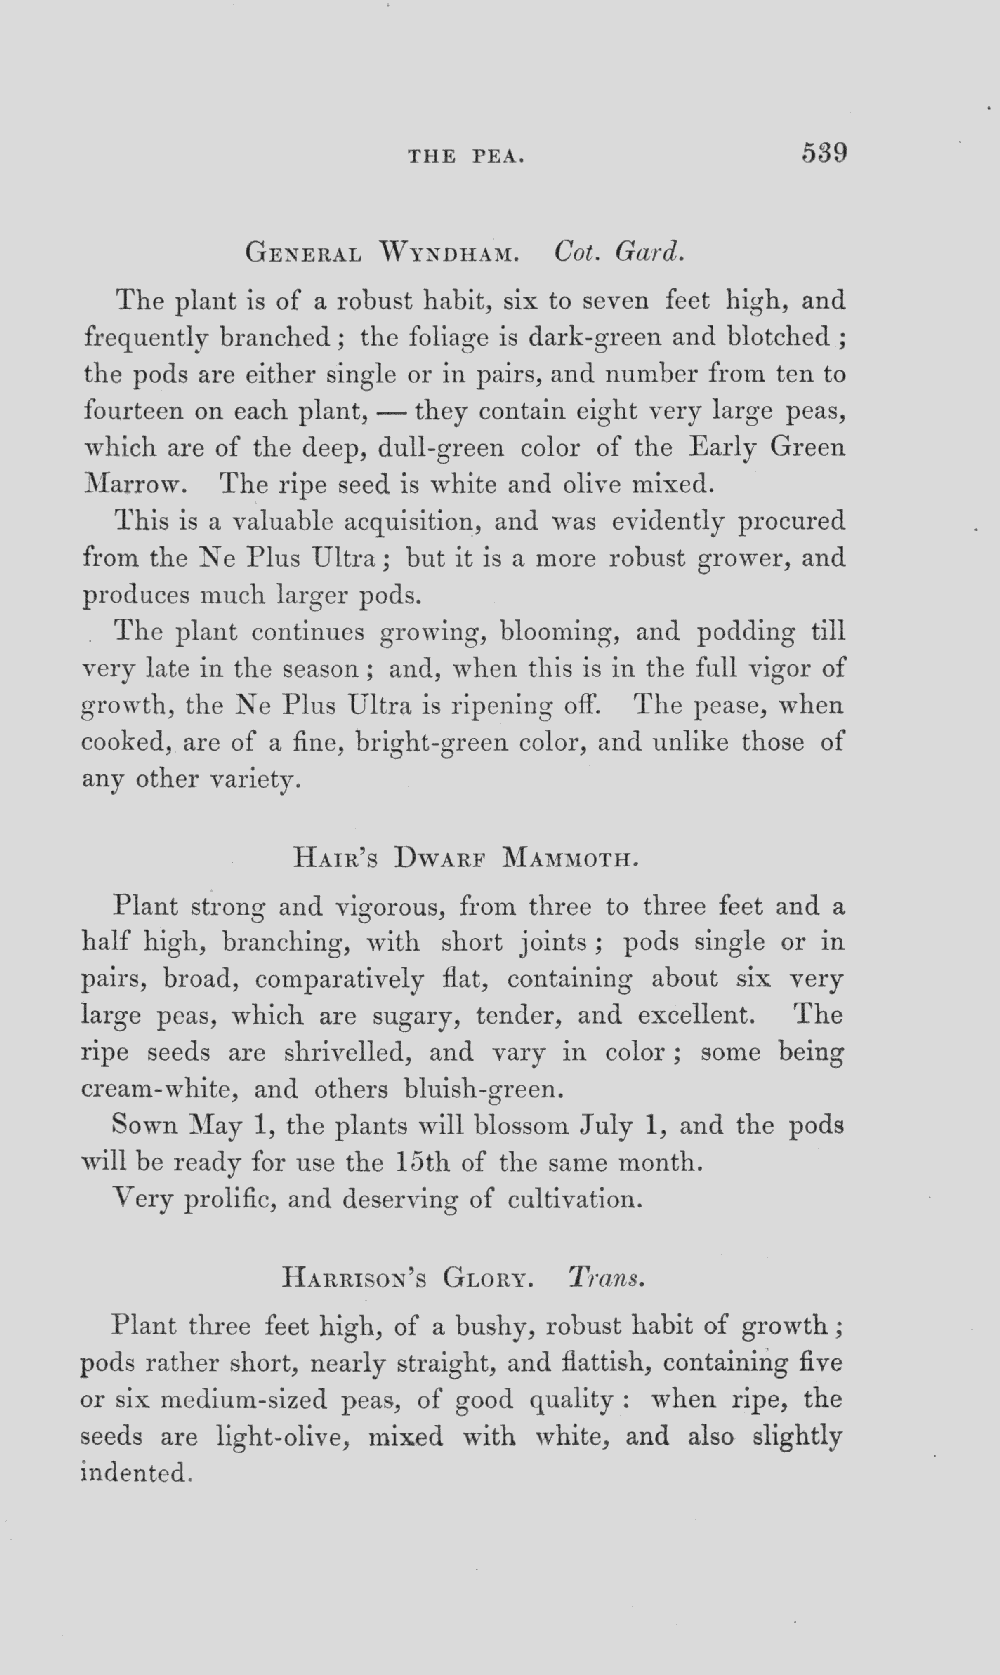 THE PEA. 539
GENERAL WYNDHAM. Cot. Gard.
The plant is of a robust habit, six to seven feet high, and
frequently branched; the foliage is dark-green and blotched;
the pods are either single or in pairs, and number from ten to
fourteen on each plant, — they contain eight very large peas,
which are of the deep, dull-green color of the Early Green
Marrow. The ripe seed is white and olive mixed.
This is a valuable acquisition, and was evidently procured
from the Ne Plus Ultra; but it is a more robust grower, and
produces much larger pods.
The plant continues growing, blooming, and podding till
very late in the season; and, when this is in the full vigor of
growth, the Ne Plus Ultra is ripening off. The pease, when
cooked, are of a fine, bright-green color, and unlike those of
any other variety.
HAIR'S DWARF MAMMOTH.
Plant strong and vigorous, from three to three feet and a
half high, branching, with short joints; pods single or in
pairs, broad, comparatively flat, containing about six very
large peas, which are sugary, tender, and excellent. The
ripe seeds are shrivelled, and vary in color; some being
cream-white, and others bluish-green.
Sown May 1, the plants will blossom July 1, and the pods
will be ready for use the 15th of the same month.
Very prolific, and deserving of cultivation.
HARRISON'S GLORY. Trans.
Plant three feet high, of a bushy, robust habit of growth;
pods rather short, nearly straight, and flattish, containing five
or six medium-sized peas, of good quality: when ripe, the
seeds are light-olive, mixed with white, and also slightly
indented.